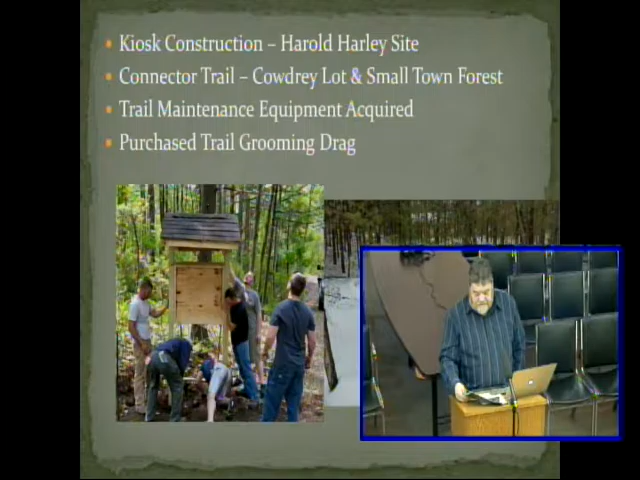 Kiosk Construction – Harold Harley Site
Connector Trail – Cowdrey Lot & Small Town Forest
Trail Maintenance Equipment Acquired
Purchased Trail Grooming Drag